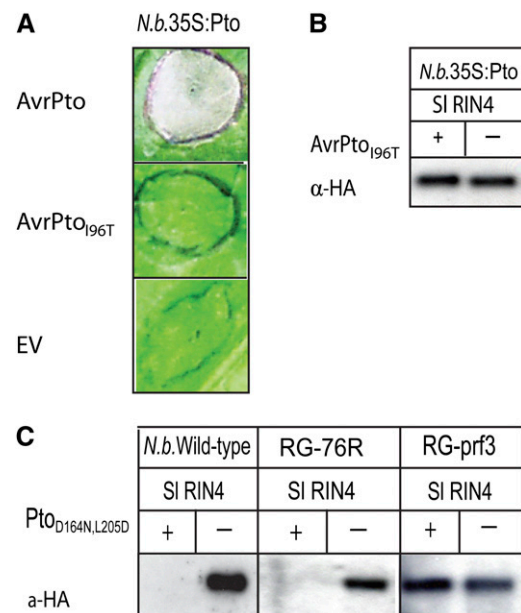 A
N.b.35S:Pto
AvrPto
AvrPtoI96T
EV
B
N.b.35S:Pto
Sl RIN4
AvrPtoI96T + −
α-HA
C
N.b.Wild-type RG-76R RG-prf3
Sl RIN4 Sl RIN4 Sl RIN4
PtoD164N,L205D + − + − + −
a-HA